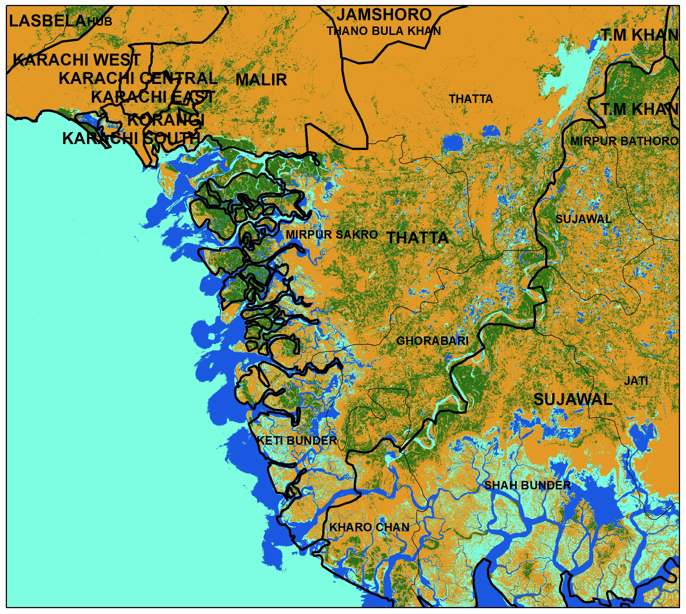 LASBELA HUB
JAMSHORO
THANO BULA KHAN
T.M KHAN
KARACHI WEST
KARACHI CENTRAL
MALIR
KARACHI EAST
THATTA
T.M KHAN
KORANGI
KARACHI SOUTH
MIRPUR BATHORO
SUJAWAL
MIRPUR SAKRO
THATTA
GHORABARI
JATI
SUJAWAL
KETI BUNDER
SHAH BUNDER
KHARO CHAN